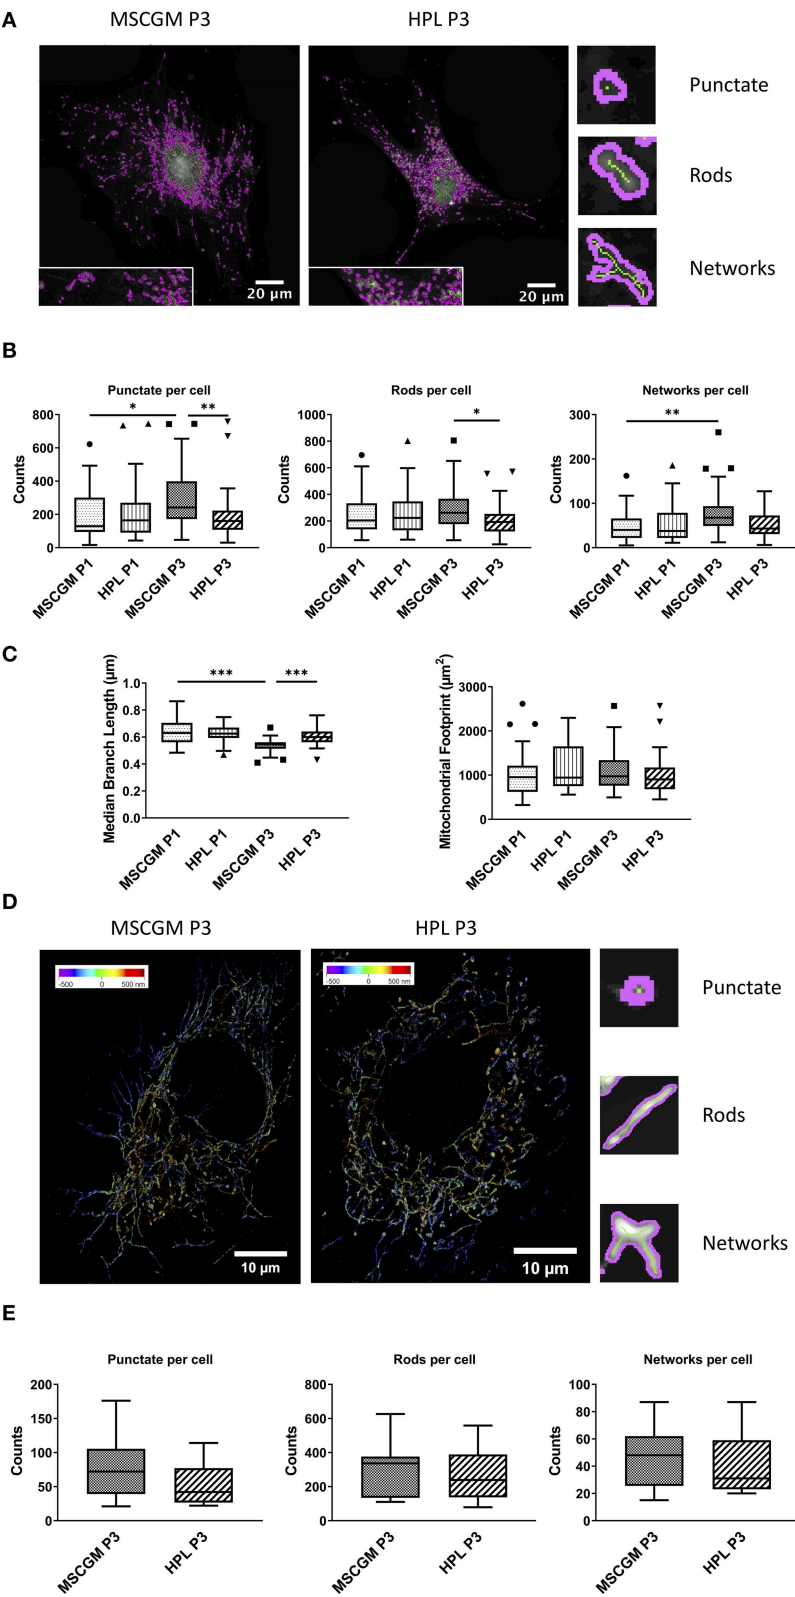 A
MSCGM P3
HPL P3
Punctate
Rods
Networks
20 µm
20 µm
B
Punctate per cell
Counts
800
600
400
200
0
*
**
MSCGM P1
HPL P1
MSCGM P3
HPL P3
Rods per cell
Counts
1000
800
600
400
200
0
*
MSCGM P1
HPL P1
MSCGM P3
HPL P3
Networks per cell
Counts
300
200
100
0
**
MSCGM P1
HPL P1
MSCGM P3
HPL P3
C
Median Branch Length (µm)
1.0
0.8
0.6
0.4
0.2
0.0
***
***
MSCGM P1
HPL P1
MSCGM P3
HPL P3
Mitochondrial Footprint (µm²)
3000
2000
1000
0
MSCGM P1
HPL P1
MSCGM P3
HPL P3
D
MSCGM P3
HPL P3
-500 0 500 nm
-500 0 500 nm
Punctate
Rods
Networks
10 µm
10 µm
E
Punctate per cell
Counts
200
150
100
50
0
MSCGM P3
HPL P3
Rods per cell
Counts
800
600
400
200
0
MSCGM P3
HPL P3
Networks per cell
Counts
100
80
60
40
20
0
MSCGM P3
HPL P3